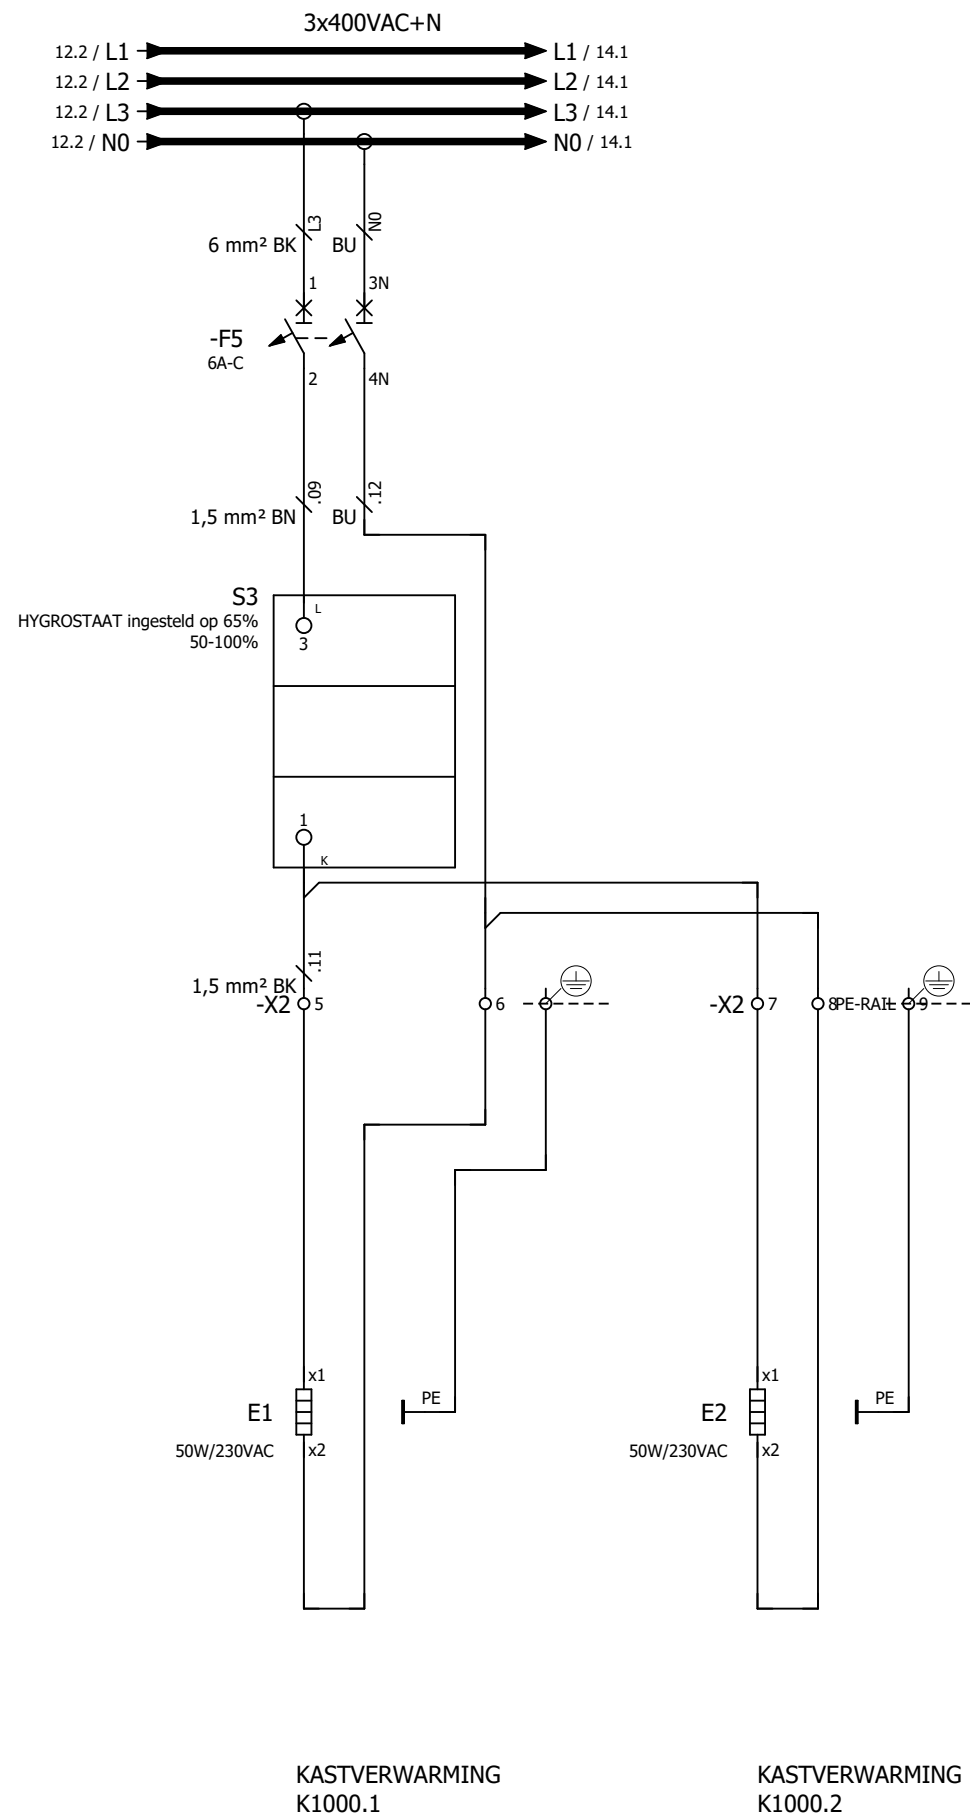 3x400VAC+N
12.2 / L1 L1 / 14.1
12.2 / L2 L2 / 14.1
12.2 / L3 L3 / 14.1
12.2 / N0 N0 / 14.1
L3 N0
6 mm² BK BU
1 3N
-F5
6A-C
2 4N
.09 .12
1,5 mm² BN BU
S3
L
HYGROSTAAT ingesteld op 65%
50-100%
3
1
K
.11
1,5 mm² BK
-X2 5 6 -X2 7 8 PE-RAIL 9
x1 x1
E1 PE E2 PE
50W/230VAC x2 50W/230VAC x2
KASTVERWARMING KASTVERWARMING
K1000.1 K1000.2